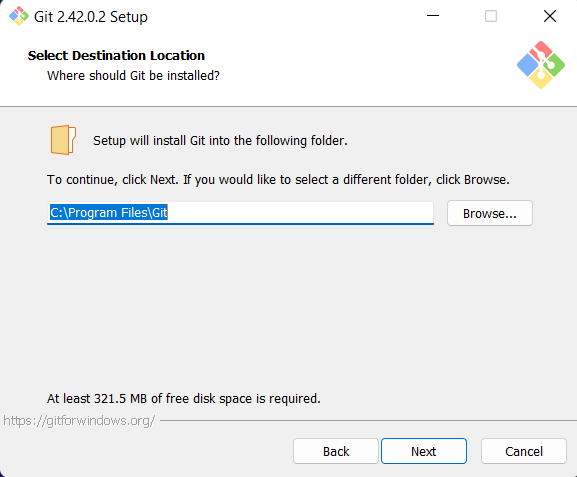 Git 2.42.0.2 Setup
Select Destination Location
Where should Git be installed?
Setup will install Git into the following folder.
To continue, click Next. If you would like to select a different folder, click Browse.
C:\Program Files\Git
Browse...
At least 321.5 MB of free disk space is required.
https://gitforwindows.org/
Back
Next
Cancel